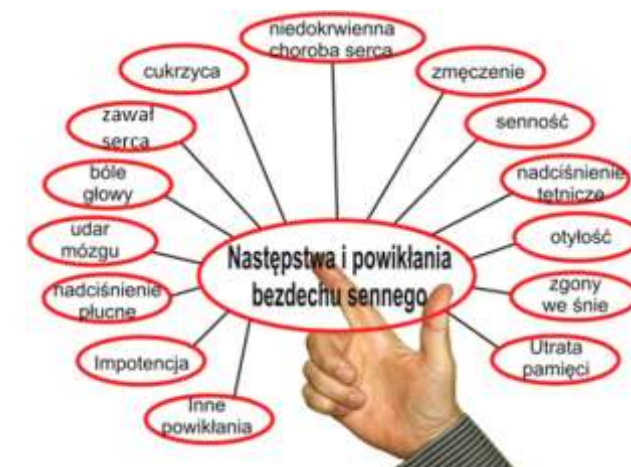 niedokrwienna
choroba serca
cukrzyca
zmęczenie
zawał
serca
senność
bóle
głowy
nadciśnienie
tętnicze
udar
mózgu
otyłość
Następstwa i powikłania
bezdechu sennego
nadciśnienie
płucne
zgony
we śnie
Impotencja
Utrata
pamięci
Inne
powikłania